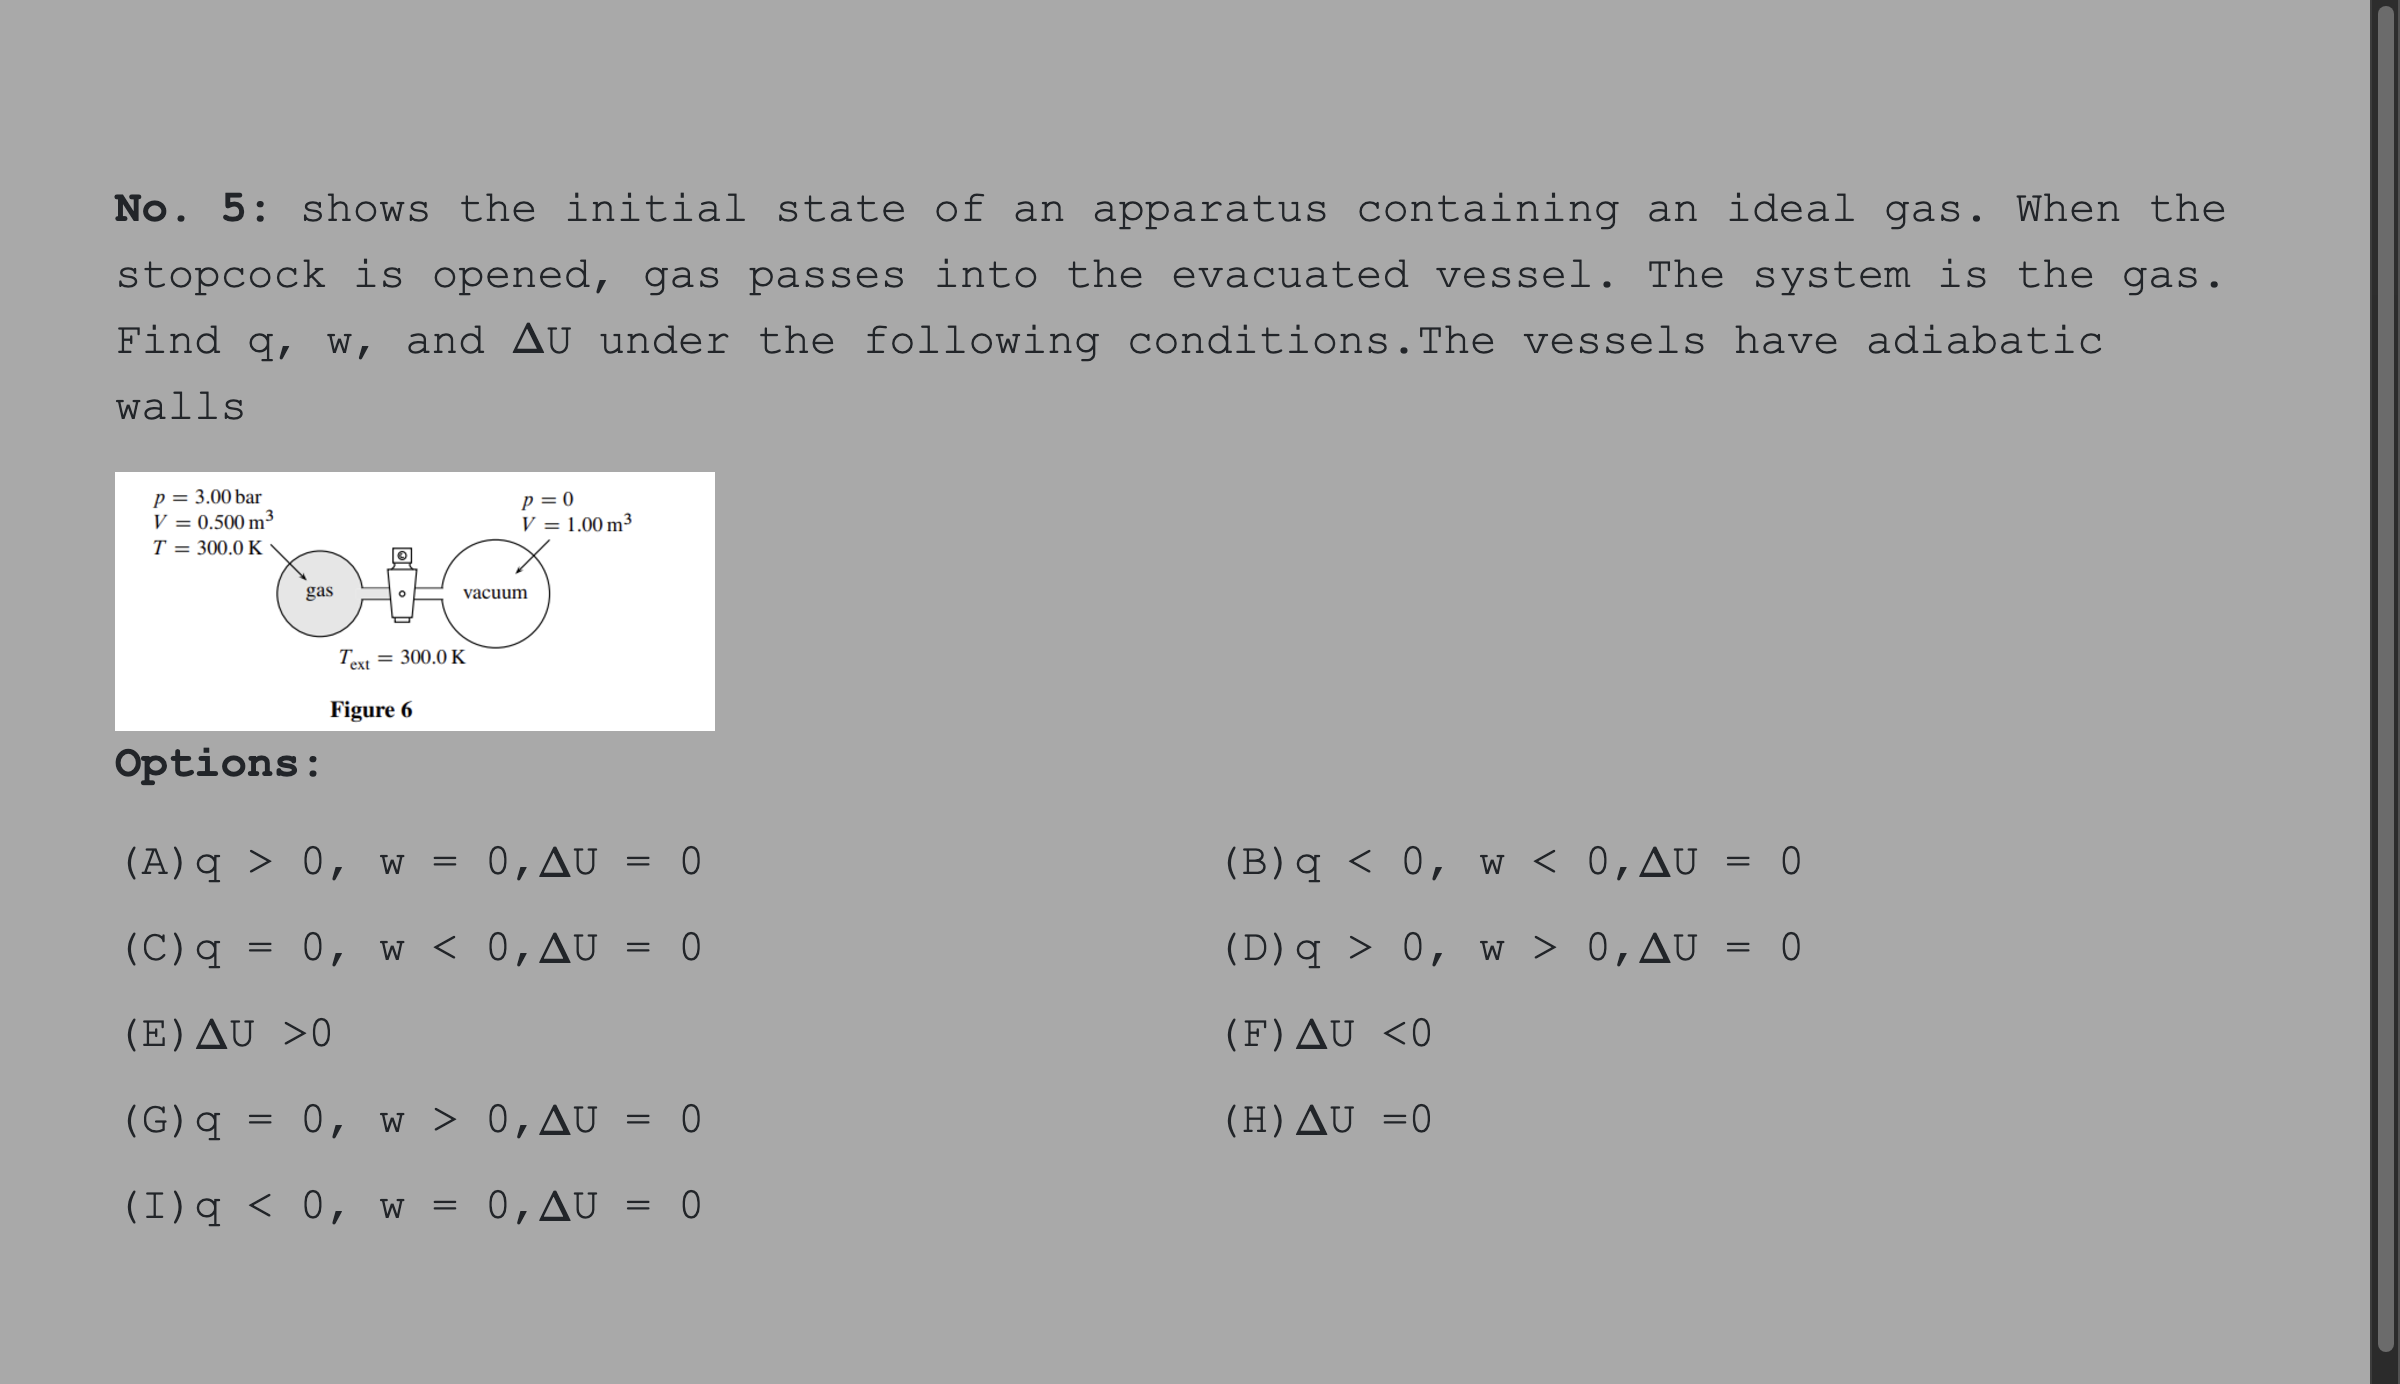 No. 5: shows the initial state of an apparatus containing an ideal gas. When the
stopcock is opened, gas passes into the evacuated vessel. The system is the gas.
Find q, w, and ΔU under the following conditions.The vessels have adiabatic
walls
p = 3.00 bar
V = 0.500 m³
T = 300.0 K
p = 0
V = 1.00 m³
gas
vacuum
T_ext = 300.0 K
Figure 6
Options:
(A) q > 0, w = 0,ΔU = 0
(B) q < 0, w < 0,ΔU = 0
(C) q = 0, w < 0,ΔU = 0
(D) q > 0, w > 0,ΔU = 0
(E) ΔU >0
(F) ΔU <0
(G) q = 0, w > 0,ΔU = 0
(H) ΔU =0
(I) q < 0, w = 0,ΔU = 0